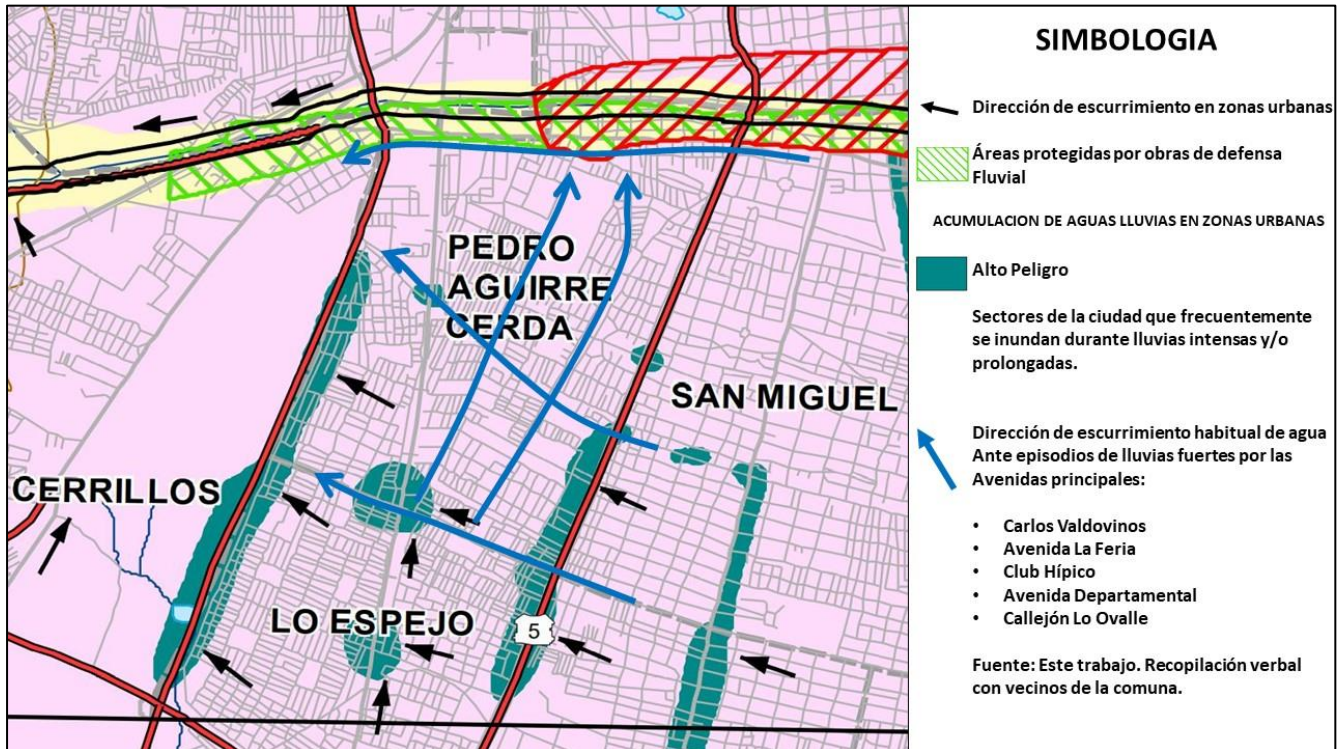 PEDRO
AGUIRRE
CERDA
SAN MIGUEL
CERRILLOS
LO ESPEJO
5
SIMBOLOGIA
Dirección de escurrimiento en zonas urbanas
Áreas protegidas por obras de defensa
Fluvial
ACUMULACION DE AGUAS LLUVIAS EN ZONAS URBANAS
Alto Peligro
Sectores de la ciudad que frecuentemente
se inundan durante lluvias intensas y/o
prolongadas.
Dirección de escurrimiento habitual de agua
Ante episodios de lluvias fuertes por las
Avenidas principales:
• Carlos Valdovinos
• Avenida La Feria
• Club Hípico
• Avenida Departamental
• Callejón Lo Ovalle
Fuente: Este trabajo. Recopilación verbal
con vecinos de la comuna.